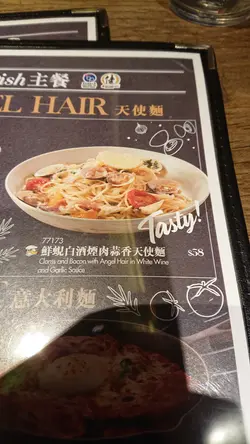 ish 主餐
EL HAIR 天使麵
Tasty!
77173
鮮蜆白酒煙肉蒜香天使麵 $58
Clams and Bacon with Angel Hair in White Wine
and Garlic Sauce
意大利麵